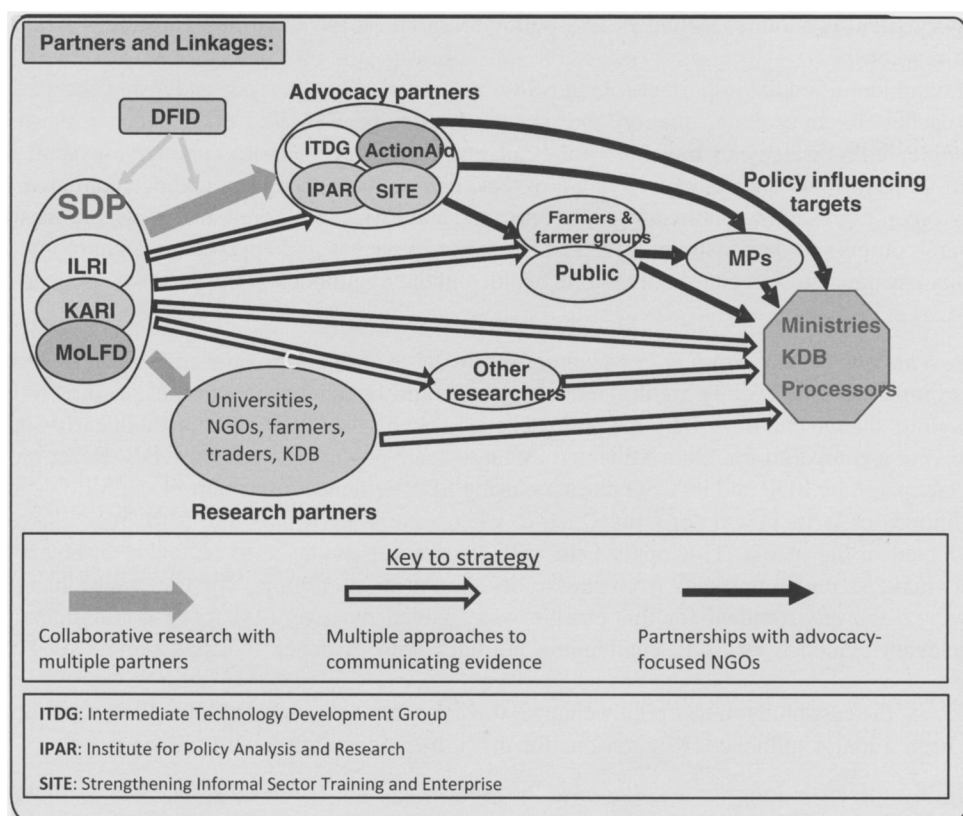 Partners and Linkages:
DFID
Advocacy partners
ITDG
ActionAid
IPAR
SITE
SDP
ILRI
KARI
MoLFD
Farmers &
farmer groups
Public
Policy influencing
targets
MPs
Ministries
KDB
Processors
Other
researchers
Universities,
NGOs, farmers,
traders, KDB
Research partners
Key to strategy
Collaborative research with
multiple partners
Multiple approaches to
communicating evidence
Partnerships with advocacy-
focused NGOs
ITDG: Intermediate Technology Development Group
IPAR: Institute for Policy Analysis and Research
SITE: Strengthening Informal Sector Training and Enterprise